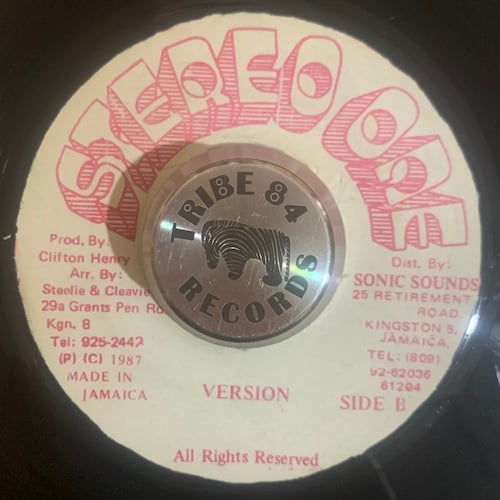 STEREO ONE
TRIBE 84
RECORDS
Prod. By:
Clifton Henry
Arr. By:
Steelie & Cleavie
29a Grants Pen Ro
Kgn. 8
Tel: 925-2442
(P) (C) 1987
MADE IN
JAMAICA
Dist. By:
SONIC SOUNDS
25 RETIREMENT
ROAD,
KINGSTON 5,
JAMAICA,
TEL: (809)
92-62036
61204
VERSION
SIDE B
All Rights Reserved